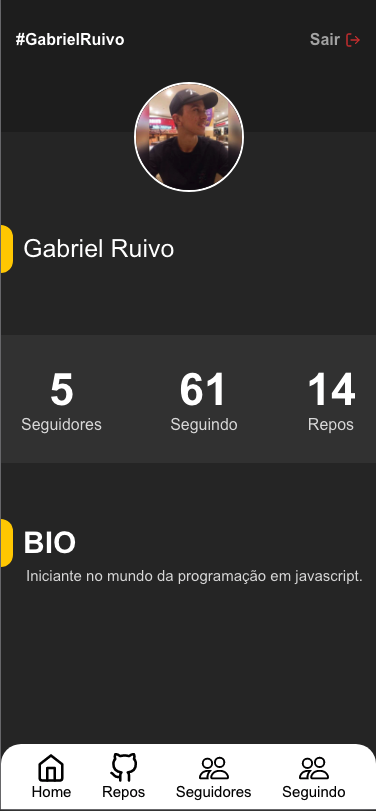 #GabrielRuivo Sair
Gabriel Ruivo
5 61 14
Seguidores Seguindo Repos
BIO
Iniciante no mundo da programação em javascript.
Home Repos Seguidores Seguindo